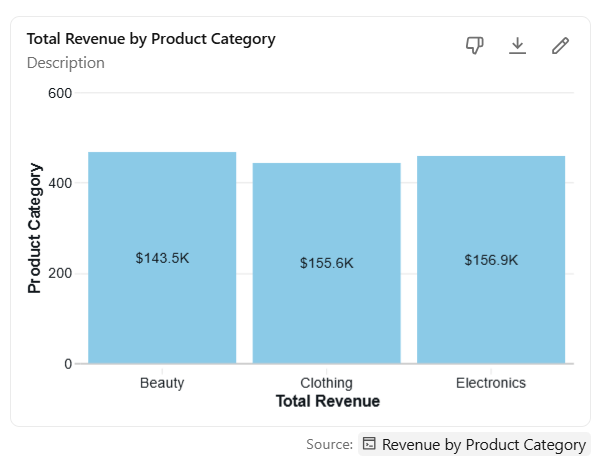 Total Revenue by Product Category
Description
600
400
200
0
Product Category
$143.5K
$155.6K
$156.9K
Beauty
Clothing
Electronics
Total Revenue
Source: Revenue by Product Category